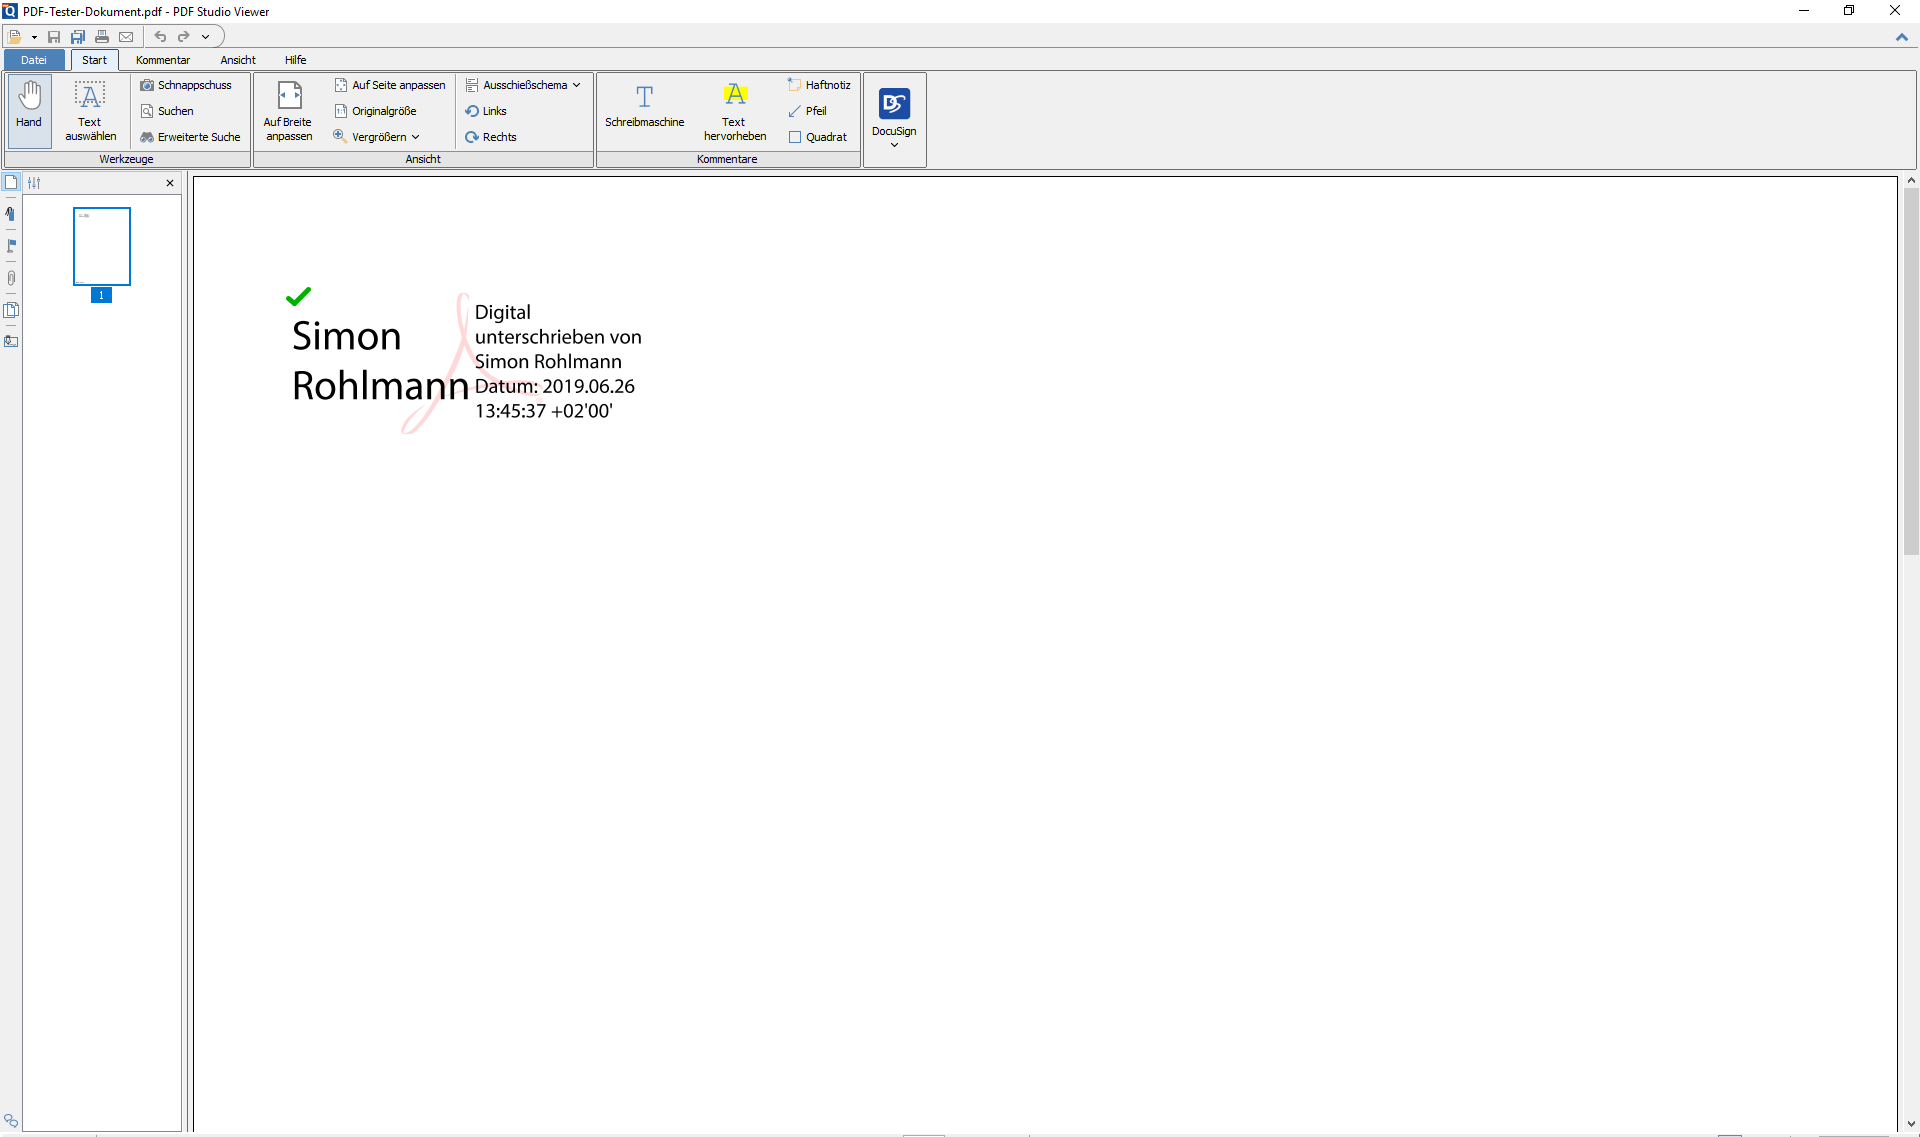 PDF-Tester-Dokument.pdf - PDF Studio Viewer
Datei Start Kommentar Ansicht Hilfe
Hand
Text auswählen
Schnappschuss
Suchen
Erweiterte Suche
Werkzeuge
Auf Breite anpassen
Auf Seite anpassen
Originalgröße
Vergrößern
Ausschießschema
Links
Rechts
Ansicht
Schreibmaschine
Text hervorheben
Haftnotiz
Pfeil
Quadrat
Kommentare
DocuSign
1
Simon
Rohlmann
Digital
unterschrieben von
Simon Rohlmann
Datum: 2019.06.26
13:45:37 +02'00'